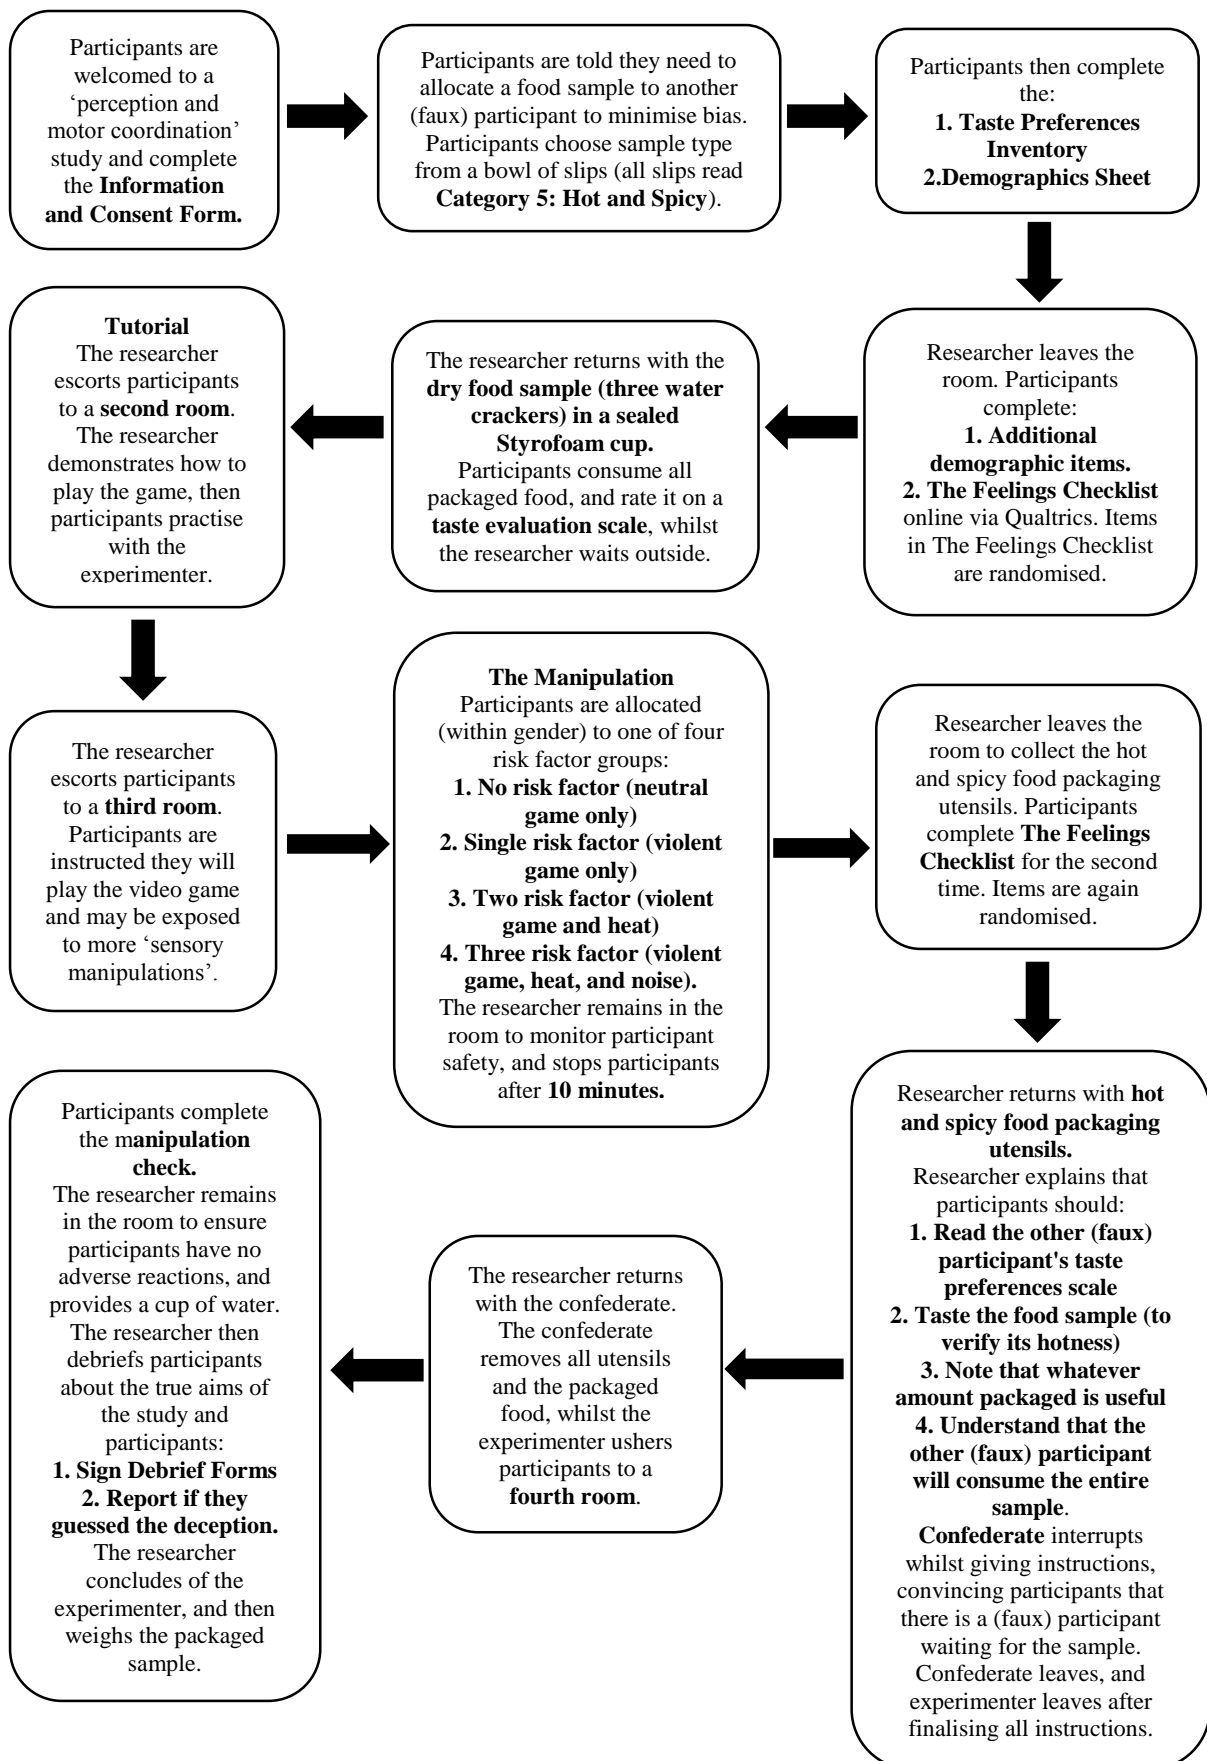 Participants are
welcomed to a
‘perception and
motor coordination’
study and complete
the Information
and Consent Form.
Participants are told they need to
allocate a food sample to another
(faux) participant to minimise bias.
Participants choose sample type
from a bowl of slips (all slips read
Category 5: Hot and Spicy).
Participants then complete
the:
1. Taste Preferences
Inventory
2.Demographics Sheet
Researcher leaves the
room. Participants
complete:
1. Additional
demographic items.
2. The Feelings Checklist
online via Qualtrics. Items
in The Feelings Checklist
are randomised.
The researcher returns with the
dry food sample (three water
crackers) in a sealed
Styrofoam cup.
Participants consume all
packaged food, and rate it on a
taste evaluation scale, whilst
the researcher waits outside.
Tutorial
The researcher
escorts participants
to a second room.
The researcher
demonstrates how to
play the game, then
participants practise
with the
experimenter.
The researcher
escorts participants
to a third room.
Participants are
instructed they will
play the video game
and may be exposed
to more ‘sensory
manipulations’.
The Manipulation
Participants are allocated
(within gender) to one of four
risk factor groups:
1. No risk factor (neutral
game only)
2. Single risk factor (violent
game only)
3. Two risk factor (violent
game and heat)
4. Three risk factor (violent
game, heat, and noise).
The researcher remains in the
room to monitor participant
safety, and stops participants
after 10 minutes.
Researcher leaves the
room to collect the hot
and spicy food packaging
utensils. Participants
complete The Feelings
Checklist for the second
time. Items are again
randomised.
Researcher returns with hot
and spicy food packaging
utensils.
Researcher explains that
participants should:
1. Read the other (faux)
participant's taste
preferences scale
2. Taste the food sample (to
verify its hotness)
3. Note that whatever
amount packaged is useful
4. Understand that the
other (faux) participant
will consume the entire
sample.
Confederate interrupts
whilst giving instructions,
convincing participants that
there is a (faux) participant
waiting for the sample.
Confederate leaves, and
experimenter leaves after
finalising all instructions.
The researcher returns
with the confederate.
The confederate
removes all utensils
and the packaged
food, whilst the
experimenter ushers
participants to a
fourth room.
Participants complete
the manipulation
check.
The researcher remains
in the room to ensure
participants have no
adverse reactions, and
provides a cup of water.
The researcher then
debriefs participants
about the true aims of
the study and
participants:
1. Sign Debrief Forms
2. Report if they
guessed the deception.
The researcher
concludes of the
experimenter, and then
weighs the packaged
sample.